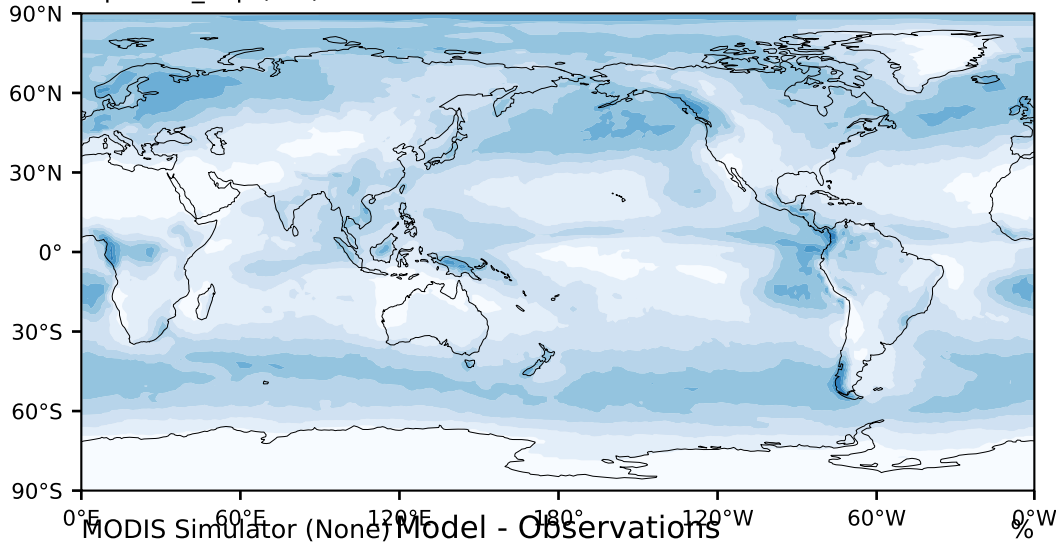 90°N
60°N
30°N
0°
30°S
60°S
90°S
0°E 60°E 120°E 180° 120°W 60°W 0°W
MODIS Simulator (None) Model - Observations %